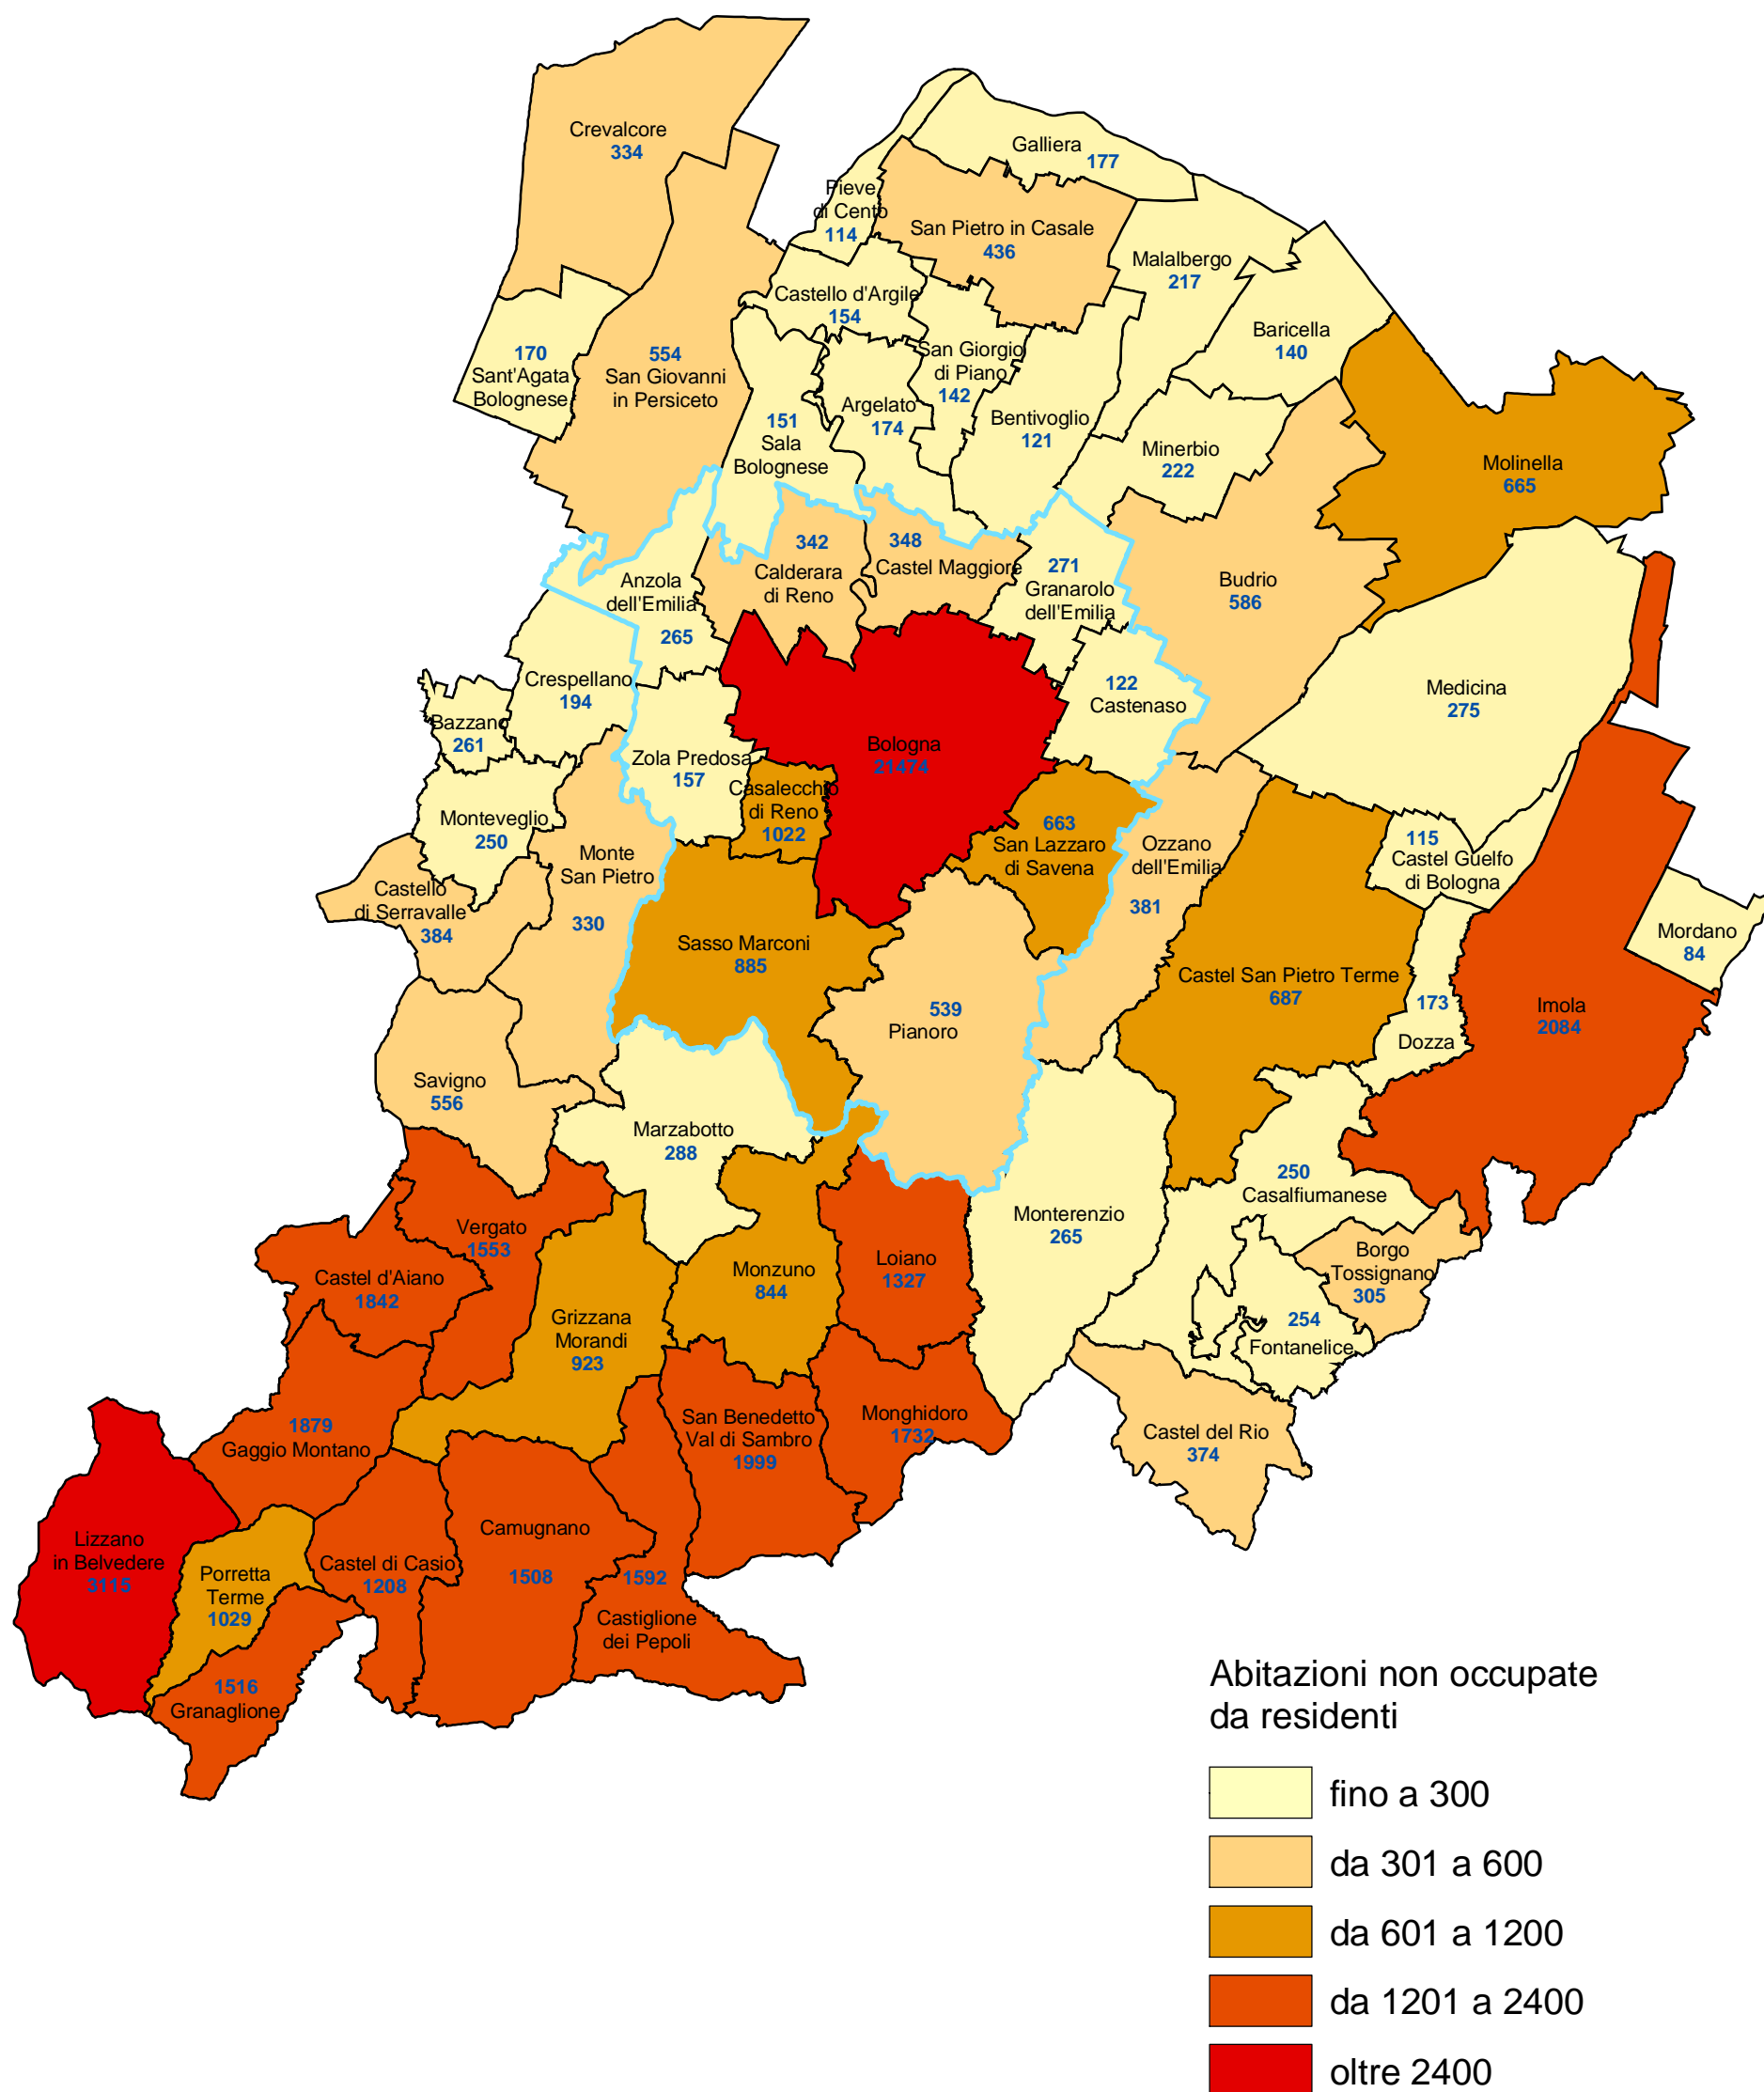 Crevalcore
334
Galliera
177
Pieve
di Cento
114
San Pietro in Casale
436
Malalbergo
217
Castello d'Argile
154
Baricella
140
170
Sant'Agata
Bolognese
554
San Giovanni
in Persiceto
San Giorgio
di Piano
142
151
Sala
Bolognese
Argelato
174
Bentivoglio
121
Minerbio
222
Molinella
665
342
Calderara
di Reno
348
Castel Maggiore
271
Granarolo
dell'Emilia
Budrio
586
Anzola
dell'Emilia
265
Crespellano
194
122
Castenaso
Medicina
275
Bazzano
261
Zola Predosa
157
Bologna
21474
Casalecchio
di Reno
1022
Monteveglio
250
663
San Lazzaro
di Savena
Ozzano
dell'Emilia
381
115
Castel Guelfo
di Bologna
Monte
San Pietro
330
Castello
di Serravalle
384
Sasso Marconi
885
Mordano
84
Castel San Pietro Terme
687
173
Dozza
Imola
2084
539
Pianoro
Savigno
556
Marzabotto
288
250
Casalfiumanese
Vergato
1553
Monterenzio
265
Castel d'Aiano
1842
Monzuno
844
Loiano
1327
Borgo
Tossignano
305
Grizzana
Morandi
923
254
Fontanelice
1879
Gaggio Montano
San Benedetto
Val di Sambro
1999
Monghidoro
1732
Castel del Rio
374
Lizzano
in Belvedere
3115
Porretta
Terme
1029
Castel di Casio
1208
Camugnano
1508
1592
Castiglione
dei Pepoli
1516
Granaglione
Abitazioni non occupate
da residenti
fino a 300
da 301 a 600
da 601 a 1200
da 1201 a 2400
oltre 2400